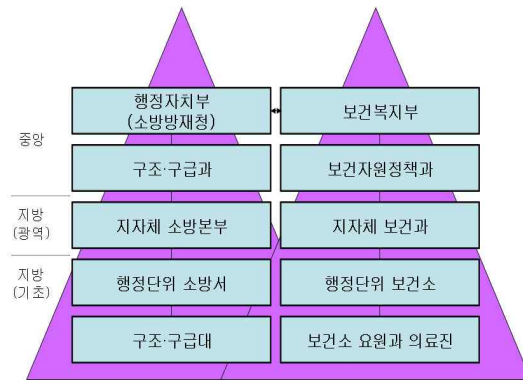 행정자치부
(소방방재청)
보건복지부
중앙
구조·구급과
보건자원정책과
지방
(광역)
지자체 소방본부
지자체 보건과
지방
(기초)
행정단위 소방서
행정단위 보건소
구조·구급대
보건소 요원과 의료진